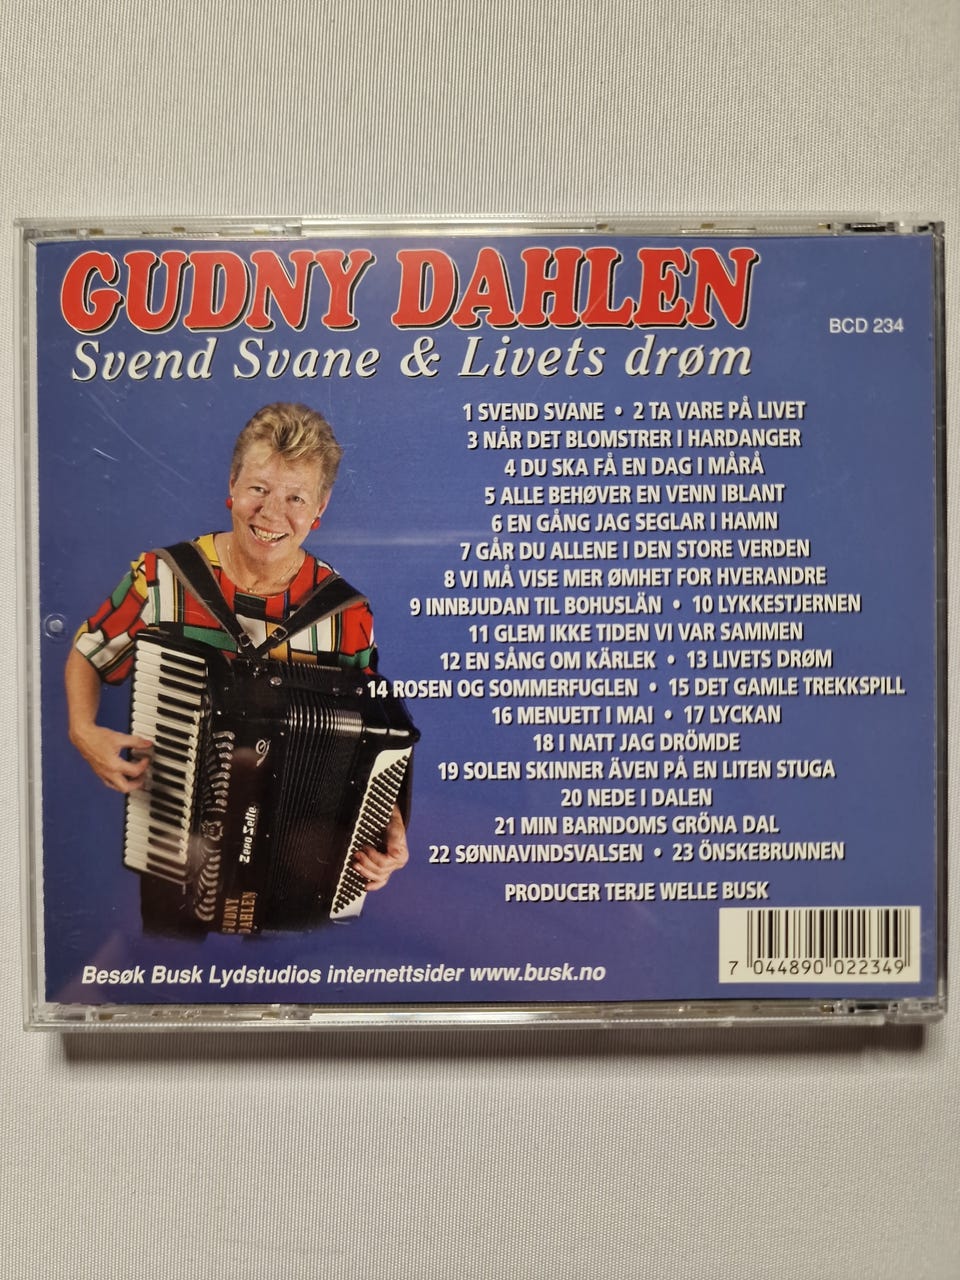 GUDNY DAHLEN
Svend Svane & Livets drøm
BCD 234
1 SVEND SVANE • 2 TA VARE PÅ LIVET
3 NÅR DET BLOMSTRER I HARDANGER
4 DU SKA FÅ EN DAG I MÅRÅ
5 ALLE BEHØVER EN VENN IBLANT
6 EN GÅNG JAG SEGLAR I HAMN
7 GÅR DU ALLENE I DEN STORE VERDEN
8 VI MÅ VISE MER ØMHET FOR HVERANDRE
9 INNBJUDAN TIL BOHUSLÄN • 10 LYKKESTJERNEN
11 GLEM IKKE TIDEN VI VAR SAMMEN
12 EN SÅNG OM KÄRLEK • 13 LIVETS DRØM
14 ROSEN OG SOMMERFUGLEN • 15 DET GAMLE TREKKSPILL
16 MENUETT I MAI • 17 LYCKAN
18 I NATT JAG DRÖMDE
19 SOLEN SKINNER ÄVEN PÅ EN LITEN STUGA
20 NEDE I DALEN
21 MIN BARNDOMS GRÖNA DAL
22 SØNNAVINDSVALSEN • 23 ÖNSKEBRUNNEN
PRODUCER TERJE WELLE BUSK
Zero Sette
GUDNY
DAHLEN
Besøk Busk Lydstudios internettsider www.busk.no
7 044890 022349